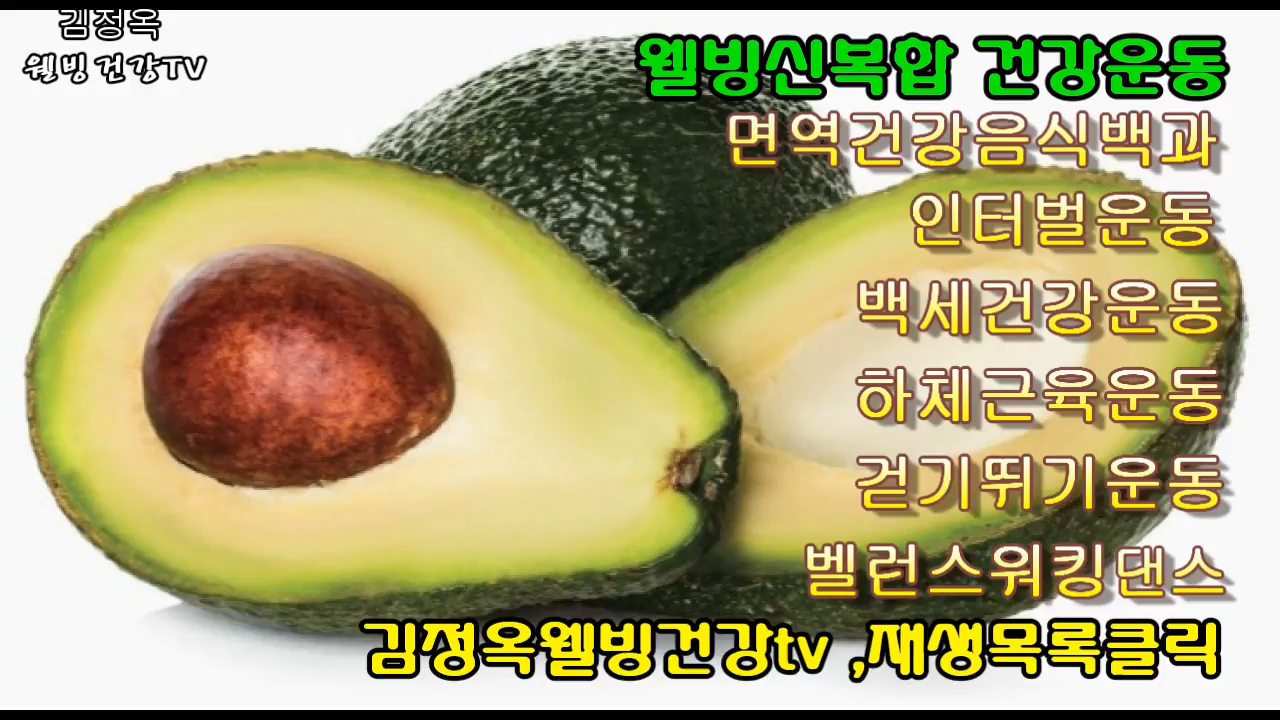 김정옥
웰빙건강TV
웰빙신복합 건강운동
면역건강음식백과
인터벌운동
백세건강운동
하체근육운동
걷기뛰기운동
벨런스워킹댄스
김정옥웰빙건강tv ,재생목록클릭